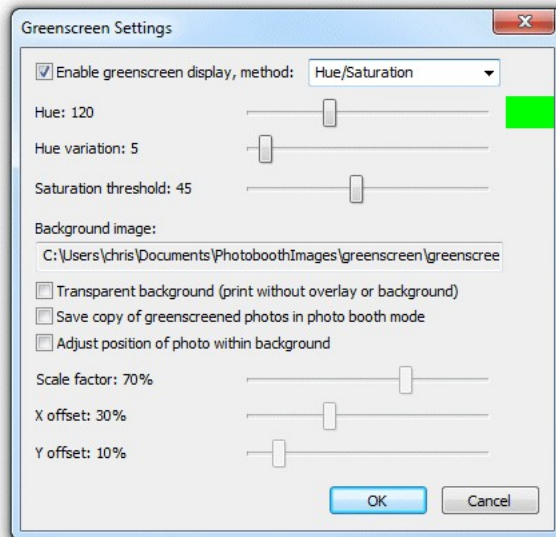 Greenscreen Settings
Enable greenscreen display, method: Hue/Saturation
Hue: 120
Hue variation: 5
Saturation threshold: 45
Background image:
C:\Users\chris\Documents\PhotoboothImages\greenscreen\greenscree
Transparent background (print without overlay or background)
Save copy of greenscreened photos in photo booth mode
Adjust position of photo within background
Scale factor: 70%
X offset: 30%
Y offset: 10%
OK Cancel